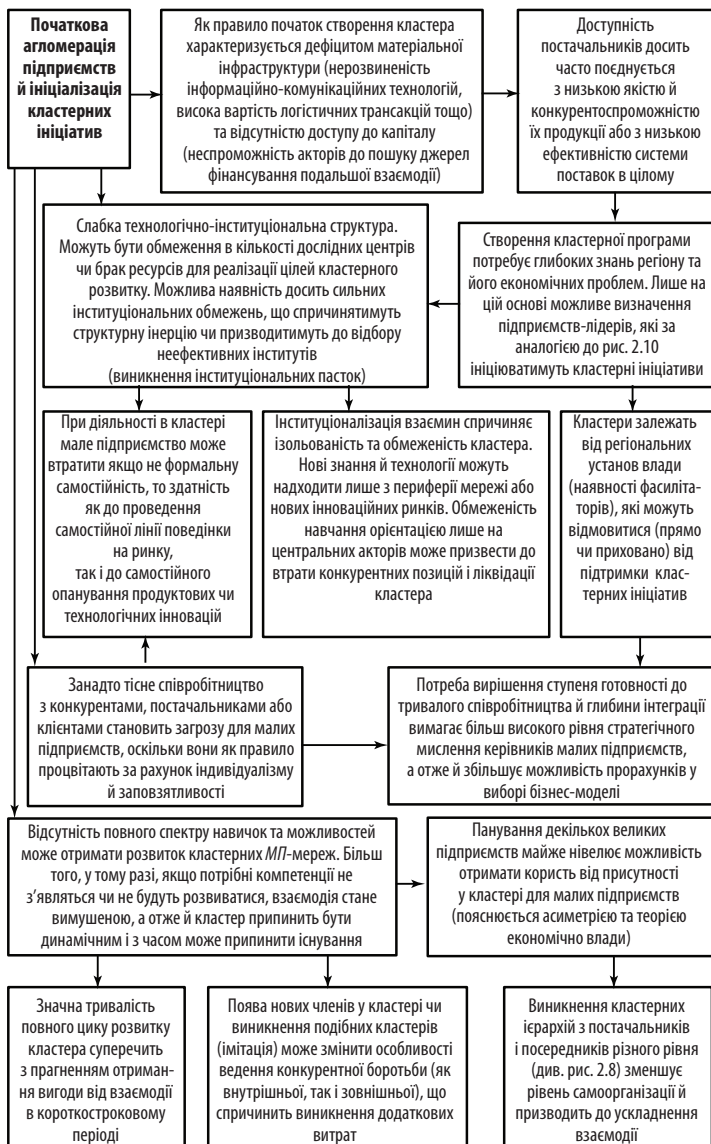 Початкова
агломерація
підприємств
й ініціалізація
кластерних
ініціатив
Як правило початок створення кластера
характеризується дефіцитом матеріальної
інфраструктури (нерозвиненість
інформаційно-комунікаційних технологій,
висока вартість логістичних трансакцій тощо)
та відсутністю доступу до капіталу
(неспроможність акторів до пошуку джерел
фінансування подальшої взаємодії)
Доступність
постачальників досить
часто поєднується
з низькою якістю й
конкурентоспроможністю
їх продукції або з низькою
ефективністю системи
поставок в цілому
Слабка технологічно-інституціональна структура.
Можуть бути обмеження в кількості дослідних центрів
чи брак ресурсів для реалізації цілей кластерного
розвитку. Можлива наявність досить сильних
інституціональних обмежень, що спричинятимуть
структурну інерцію чи призводитимуть до відбору
неефективних інститутів
(виникнення інституціональних пасток)
Створення кластерної програми
потребує глибоких знань регіону та
його економічних проблем. Лише на
цій основі можливе визначення
підприємств-лідерів, які за
аналогією до рис. 2.10
ініціюватимуть кластерні ініціативи
При діяльності в кластері
мале підприємство може
втратити якщо не формальну
самостійність, то здатність
як до проведення
самостійної лінії поведінки
на ринку,
так і до самостійного
опанування продуктових чи
технологічних інновацій
Інституціоналізація взаємин спричиняє
ізольованість та обмеженість кластера.
Нові знання й технології можуть
надходити лише з периферії мережі або
нових інноваційних ринків. Обмеженість
навчання орієнтацією лише на
центральних акторів може призвести до
втрати конкурентних позицій і ліквідації
кластера
Кластери залежать
від регіональних
установ влади
(наявності фасиліта-
торів), які можуть
відмовитися (прямо
чи приховано) від
підтримки клас-
терних ініціатив
Занадто тісне співробітництво
з конкурентами, постачальниками або
клієнтами становить загрозу для малих
підприємств, оскільки вони як правило
процвітають за рахунок індивідуалізму
й заповзятливості
Потреба вирішення ступеня готовності до
тривалого співробітництва й глибини інтеграції
вимагає більш високого рівня стратегічного
мислення керівників малих підприємств,
а отже й збільшує можливість прорахунків у
виборі бізнес-моделі
Відсутність повного спектру навичок та можливостей
може отримати розвиток кластерних МП-мереж. Більш
того, у тому разі, якщо потрібні компетенції не
з’являться чи не будуть розвиватися, взаємодія стане
вимушеною, а отже й кластер припинить бути
динамічним і з часом може припинити існування
Панування декількох великих
підприємств майже нівелює можливість
отримати користь від присутності
у кластері для малих підприємств
(пояснюється асиметрією та теорією
економічно влади)
Значна тривалість
повного цику розвитку
кластера суперечить
з прагненням отриман-
ня вигоди від взаємодії
в короткостроковому
періоді
Поява нових членів у кластері чи
виникнення подібних кластерів
(імітація) може змінити особливості
ведення конкурентної боротьби (як
внутрішньої, так і зовнішньої), що
спричинить виникнення додаткових
витрат
Виникнення кластерних
ієрархій з постачальників
і посередників різного рівня
(див. рис. 2.8) зменшує
рівень самоорганізації й
призводить до ускладнення
взаємодії